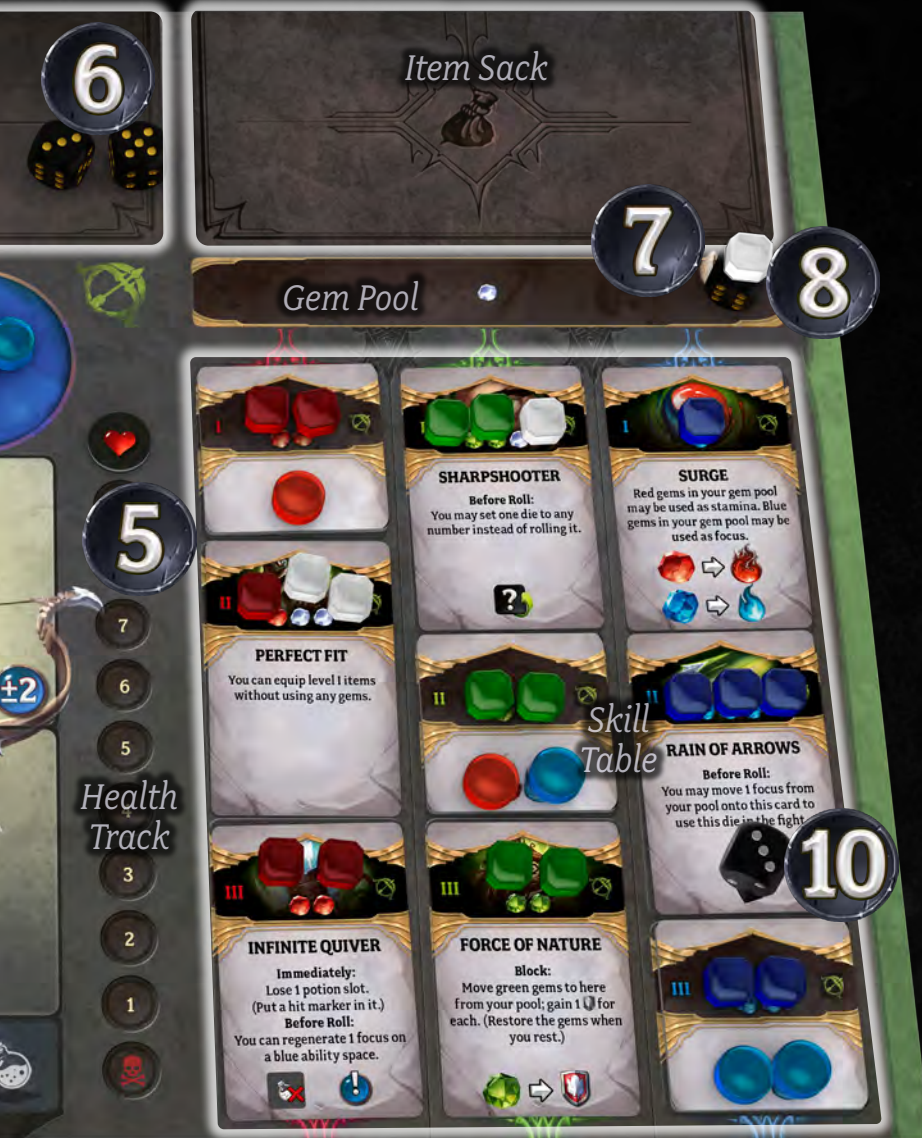 6
Item Sack
7
8
Gem Pool
I
SHARPSHOOTER
Before Roll:
You may set one die to any
number instead of rolling it.
?
I
SURGE
Red gems in your gem pool
may be used as stamina. Blue
gems in your gem pool may be
used as focus.
5
7
6
5
4
3
2
1
Health
Track
±2
II
PERFECT FIT
You can equip level 1 items
without using any gems.
II
Skill
Table
II
RAIN OF ARROWS
Before Roll:
You may move 1 focus from
your pool onto this card to
use this die in the fight.
10
III
INFINITE QUIVER
Immediately:
Lose 1 potion slot.
(Put a hit marker in it.)
Before Roll:
You can regenerate 1 focus on
a blue ability space.
!
III
FORCE OF NATURE
Block:
Move green gems to here
from your pool; gain 1 for
each. (Restore the gems when
you rest.)
III